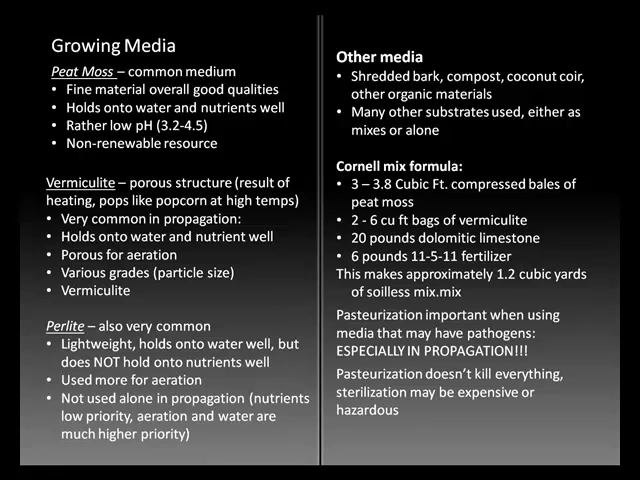 Growing Media
Peat Moss – common medium
• Fine material overall good qualities
• Holds onto water and nutrients well
• Rather low pH (3.2-4.5)
• Non-renewable resource
Vermiculite – porous structure (result of
heating, pops like popcorn at high temps)
• Very common in propagation:
• Holds onto water and nutrient well
• Porous for aeration
• Various grades (particle size)
• Vermiculite
Perlite – also very common
• Lightweight, holds onto water well, but
does NOT hold onto nutrients well
• Used more for aeration
• Not used alone in propagation (nutrients
low priority, aeration and water are
much higher priority)
Other media
• Shredded bark, compost, coconut coir,
other organic materials
• Many other substrates used, either as
mixes or alone
Cornell mix formula:
• 3 – 3.8 Cubic Ft. compressed bales of
peat moss
• 2 - 6 cu ft bags of vermiculite
• 20 pounds dolomitic limestone
• 6 pounds 11-5-11 fertilizer
This makes approximately 1.2 cubic yards
of soilless mix.mix
Pasteurization important when using
media that may have pathogens:
ESPECIALLY IN PROPAGATION!!!
Pasteurization doesn't kill everything,
sterilization may be expensive or
hazardous